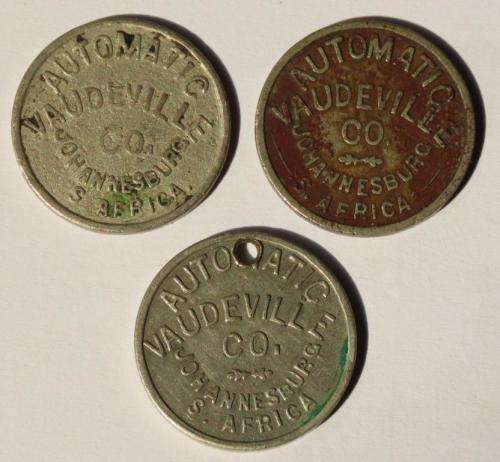 AUTOMATIC
VAUDEVILLE
CO.
JOHANNESBURG
S. AFRICA
AUTOMATIC
VAUDEVILLE
CO
JOHANNESBURG
S. AFRICA
AUTOMATIC
VAUDEVILLE
CO.
JOHANNESBURG
S. AFRICA